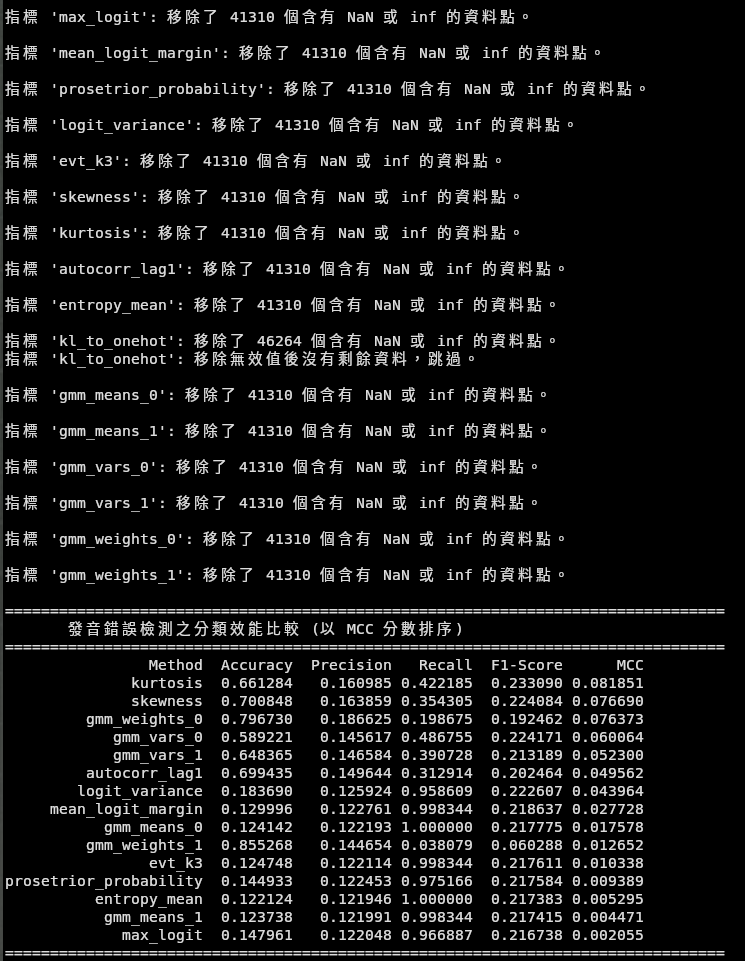 指標 'max_logit': 移除了 41310 個含有 NaN 或 inf 的資料點。
指標 'mean_logit_margin': 移除了 41310 個含有 NaN 或 inf 的資料點。
指標 'prosetrior_probability': 移除了 41310 個含有 NaN 或 inf 的資料點。
指標 'logit_variance': 移除了 41310 個含有 NaN 或 inf 的資料點。
指標 'evt_k3': 移除了 41310 個含有 NaN 或 inf 的資料點。
指標 'skewness': 移除了 41310 個含有 NaN 或 inf 的資料點。
指標 'kurtosis': 移除了 41310 個含有 NaN 或 inf 的資料點。
指標 'autocorr_lag1': 移除了 41310 個含有 NaN 或 inf 的資料點。
指標 'entropy_mean': 移除了 41310 個含有 NaN 或 inf 的資料點。
指標 'kl_to_onehot': 移除了 46264 個含有 NaN 或 inf 的資料點。
指標 'kl_to_onehot': 移除無效值後沒有剩餘資料，跳過。
指標 'gmm_means_0': 移除了 41310 個含有 NaN 或 inf 的資料點。
指標 'gmm_means_1': 移除了 41310 個含有 NaN 或 inf 的資料點。
指標 'gmm_vars_0': 移除了 41310 個含有 NaN 或 inf 的資料點。
指標 'gmm_vars_1': 移除了 41310 個含有 NaN 或 inf 的資料點。
指標 'gmm_weights_0': 移除了 41310 個含有 NaN 或 inf 的資料點。
指標 'gmm_weights_1': 移除了 41310 個含有 NaN 或 inf 的資料點。
================================================================================
發音錯誤檢測之分類效能比較 (以 MCC 分數排序)
================================================================================
Method Accuracy Precision Recall F1-Score MCC
kurtosis 0.661284 0.160985 0.422185 0.233090 0.081851
skewness 0.700848 0.163859 0.354305 0.224084 0.076690
gmm_weights_0 0.796730 0.186625 0.198675 0.192462 0.076373
gmm_vars_0 0.589221 0.145617 0.486755 0.224171 0.060064
gmm_vars_1 0.648365 0.146584 0.390728 0.213189 0.052300
autocorr_lag1 0.699435 0.149644 0.312914 0.202464 0.049562
logit_variance 0.183690 0.125924 0.958609 0.222607 0.043964
mean_logit_margin 0.129996 0.122761 0.998344 0.218637 0.027728
gmm_means_0 0.124142 0.122193 1.000000 0.217775 0.017578
gmm_weights_1 0.855268 0.144654 0.038079 0.060288 0.012652
evt_k3 0.124748 0.122114 0.998344 0.217611 0.010338
prosetrior_probability 0.144933 0.122453 0.975166 0.217584 0.009389
entropy_mean 0.122124 0.121946 1.000000 0.217383 0.005295
gmm_means_1 0.123738 0.121991 0.998344 0.217415 0.004471
max_logit 0.147961 0.122048 0.966887 0.216738 0.002055
================================================================================